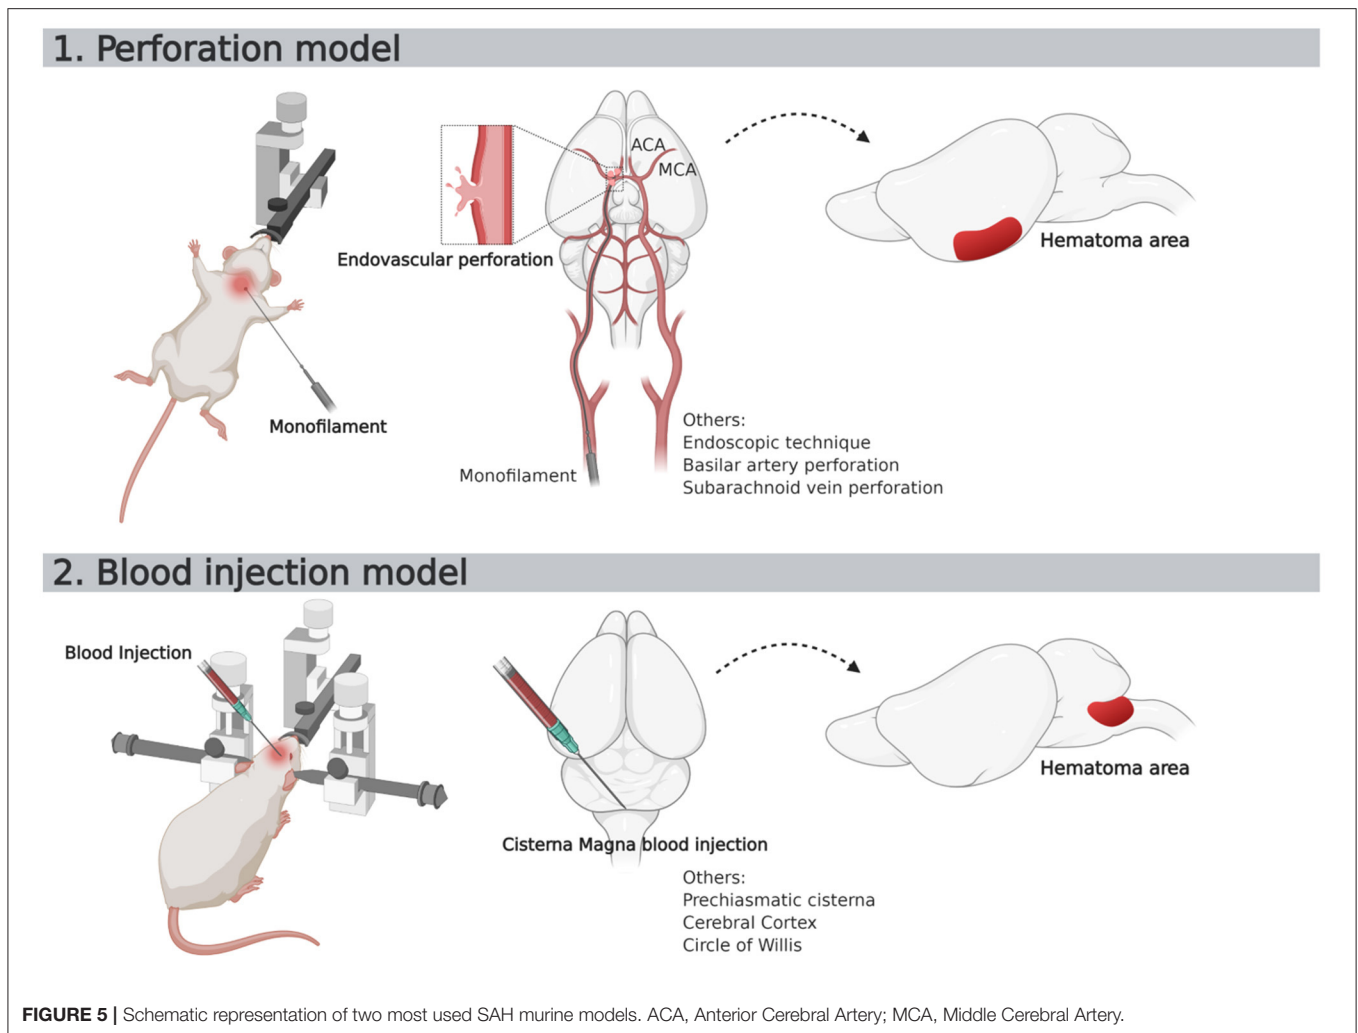 1. Perforation model
ACA
MCA
Endovascular perforation
Hematoma area
Monofilament
Monofilament
Others:
Endoscopic technique
Basilar artery perforation
Subarachnoid vein perforation
2. Blood injection model
Blood Injection
Hematoma area
Cisterna Magna blood injection
Others:
Prechiasmatic cisterna
Cerebral Cortex
Circle of Willis
FIGURE 5 | Schematic representation of two most used SAH murine models. ACA, Anterior Cerebral Artery; MCA, Middle Cerebral Artery.